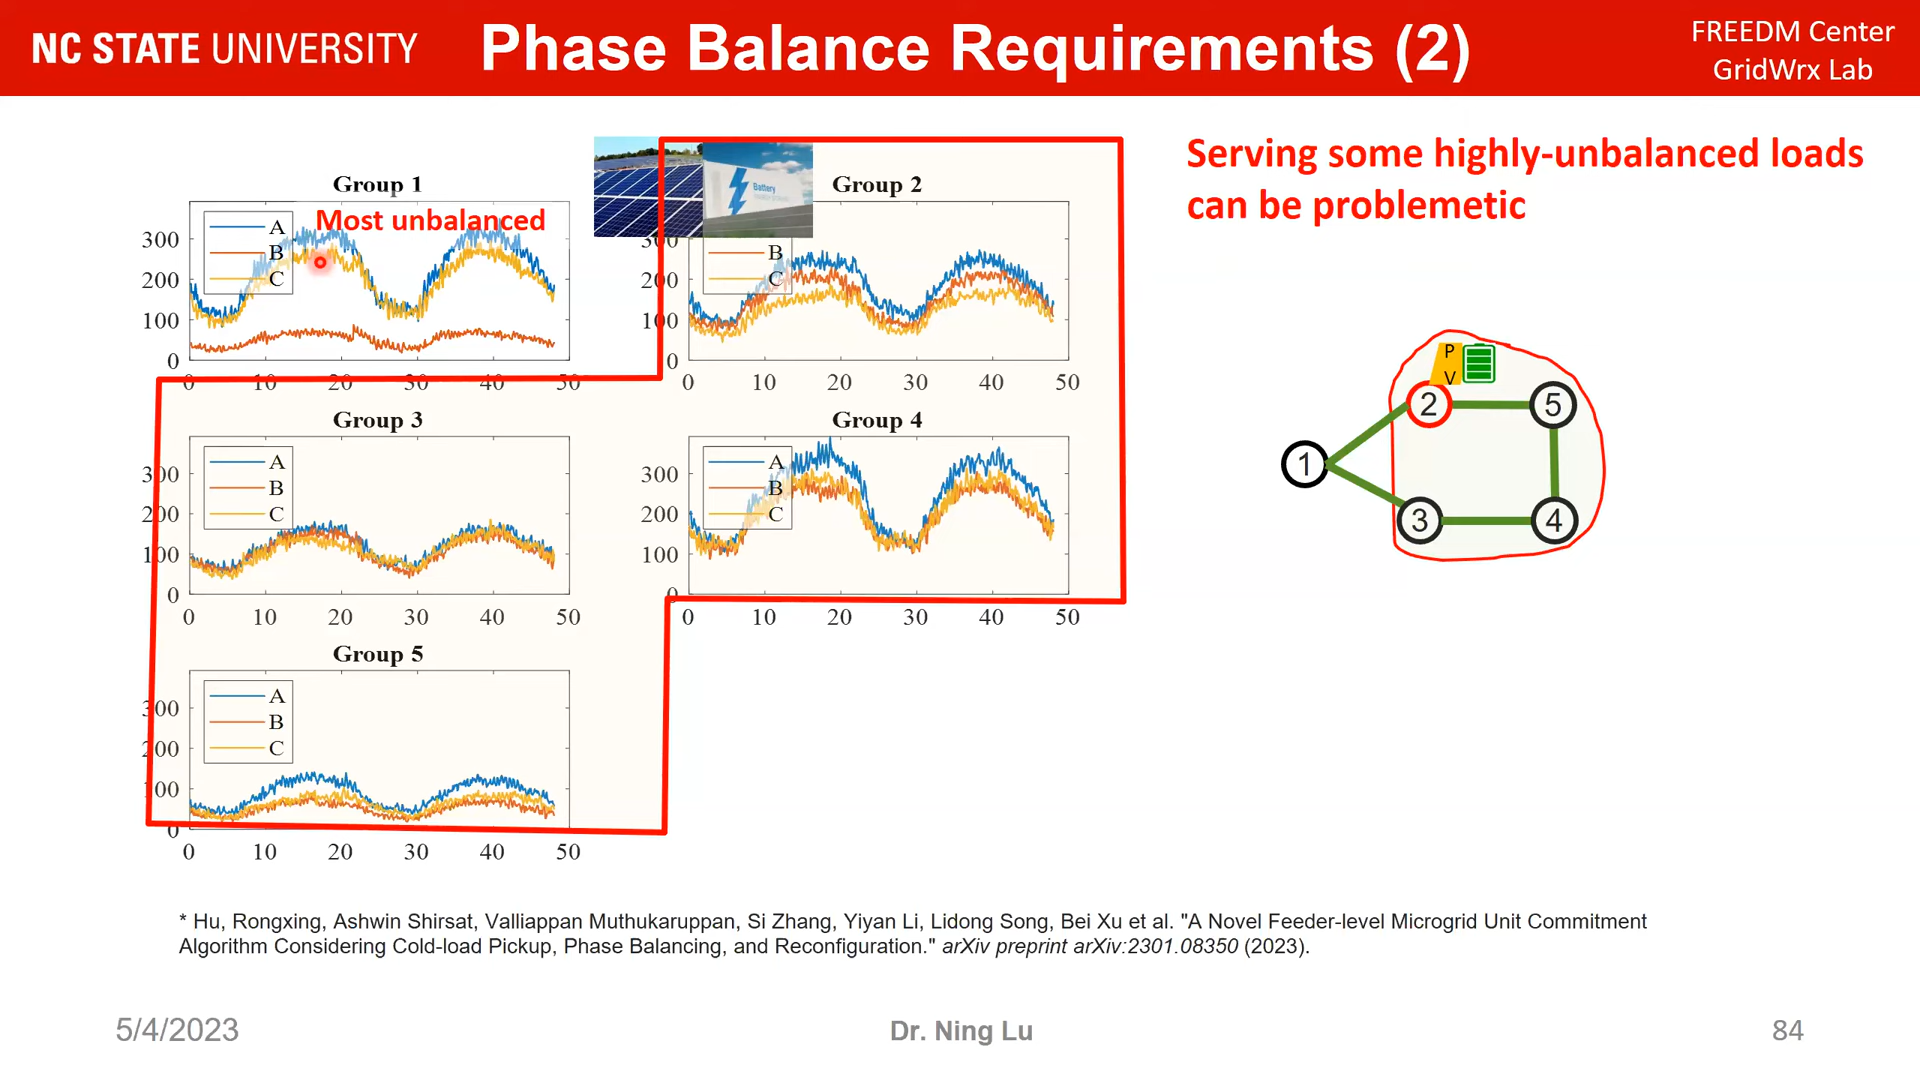 NC STATE UNIVERSITY
Phase Balance Requirements (2)
FREEDM Center
GridWrx Lab
Serving some highly-unbalanced loads
can be problemetic
Group 1
Most unbalanced
A
B
C
300
200
100
0
0 10 20 30 40 50
Battery
Group 2
B
C
300
200
100
0
0 10 20 30 40 50
Group 3
A
B
C
300
200
100
0
0 10 20 30 40 50
Group 4
A
B
C
300
200
100
0
0 10 20 30 40 50
Group 5
A
B
C
300
200
100
0
0 10 20 30 40 50
P
V
2
5
1
3
4
* Hu, Rongxing, Ashwin Shirsat, Valliappan Muthukaruppan, Si Zhang, Yiyan Li, Lidong Song, Bei Xu et al. "A Novel Feeder-level Microgrid Unit Commitment
Algorithm Considering Cold-load Pickup, Phase Balancing, and Reconfiguration." arXiv preprint arXiv:2301.08350 (2023).
5/4/2023
Dr. Ning Lu
84